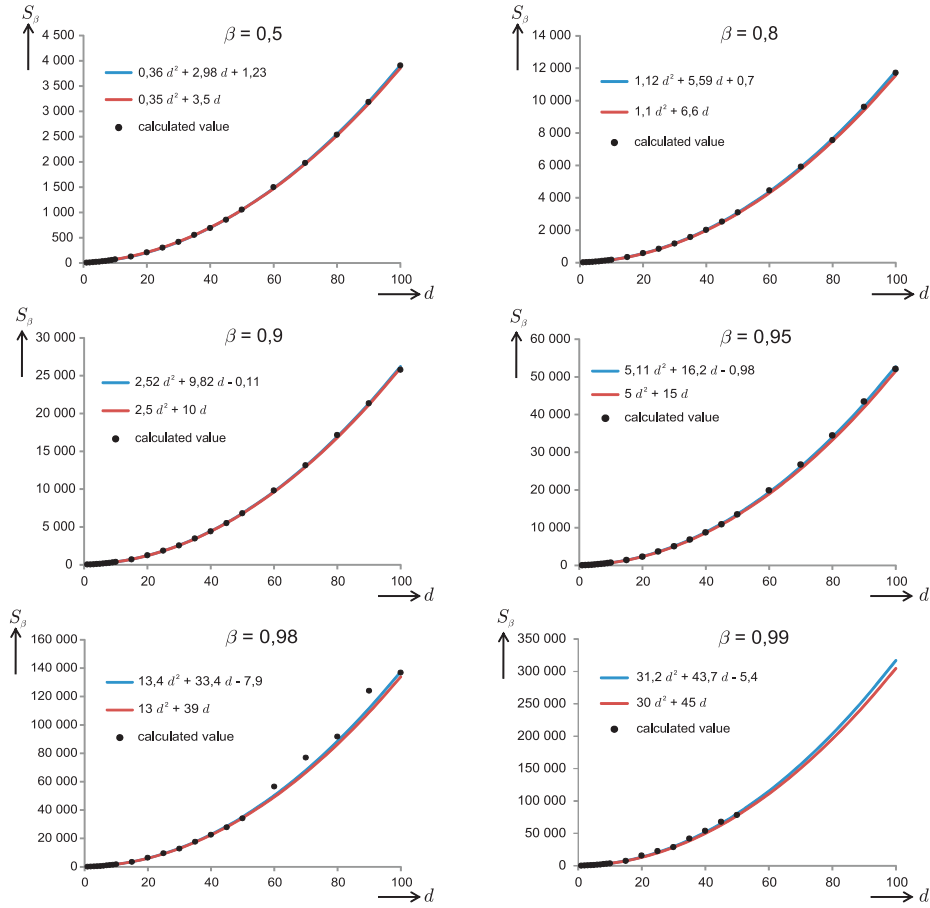 S_β
β = 0,5
4 500
4 000
3 500
3 000
2 500
2 000
1 500
1 000
500
0
0,36 d² + 2,98 d + 1,23
0,35 d² + 3,5 d
calculated value
0 20 40 60 80 100
d
S_β
β = 0,8
14 000
12 000
10 000
8 000
6 000
4 000
2 000
0
1,12 d² + 5,59 d + 0,7
1,1 d² + 6,6 d
calculated value
0 20 40 60 80 100
d
S_β
β = 0,9
30 000
25 000
20 000
15 000
10 000
5 000
0
2,52 d² + 9,82 d - 0,11
2,5 d² + 10 d
calculated value
0 20 40 60 80 100
d
S_β
β = 0,95
60 000
50 000
40 000
30 000
20 000
10 000
0
5,11 d² + 16,2 d - 0,98
5 d² + 15 d
calculated value
0 20 40 60 80 100
d
S_β
β = 0,98
160 000
140 000
120 000
100 000
80 000
60 000
40 000
20 000
0
13,4 d² + 33,4 d - 7,9
13 d² + 39 d
calculated value
0 20 40 60 80 100
d
S_β
β = 0,99
350 000
300 000
250 000
200 000
150 000
100 000
50 000
0
31,2 d² + 43,7 d - 5,4
30 d² + 45 d
calculated value
0 20 40 60 80 100
d